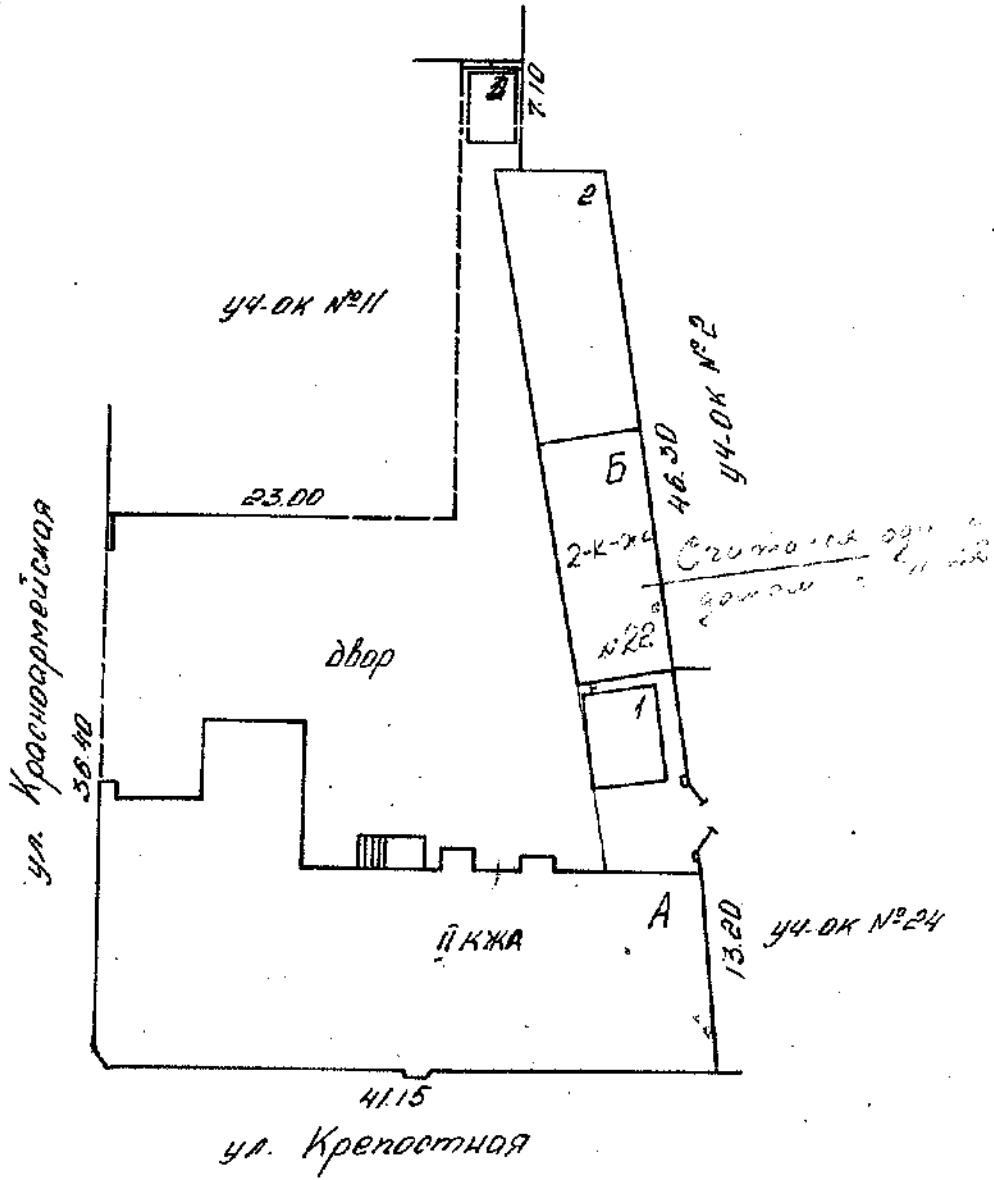 7.10
2
уч-ок №11
уч-ок №2
46.30
Б
23.00
2-к-жи
№22
двор
1
ул. Красноармейская
38.40
А
II КЖА
13.20
уч-ок №24
41.15
ул. Крепостная